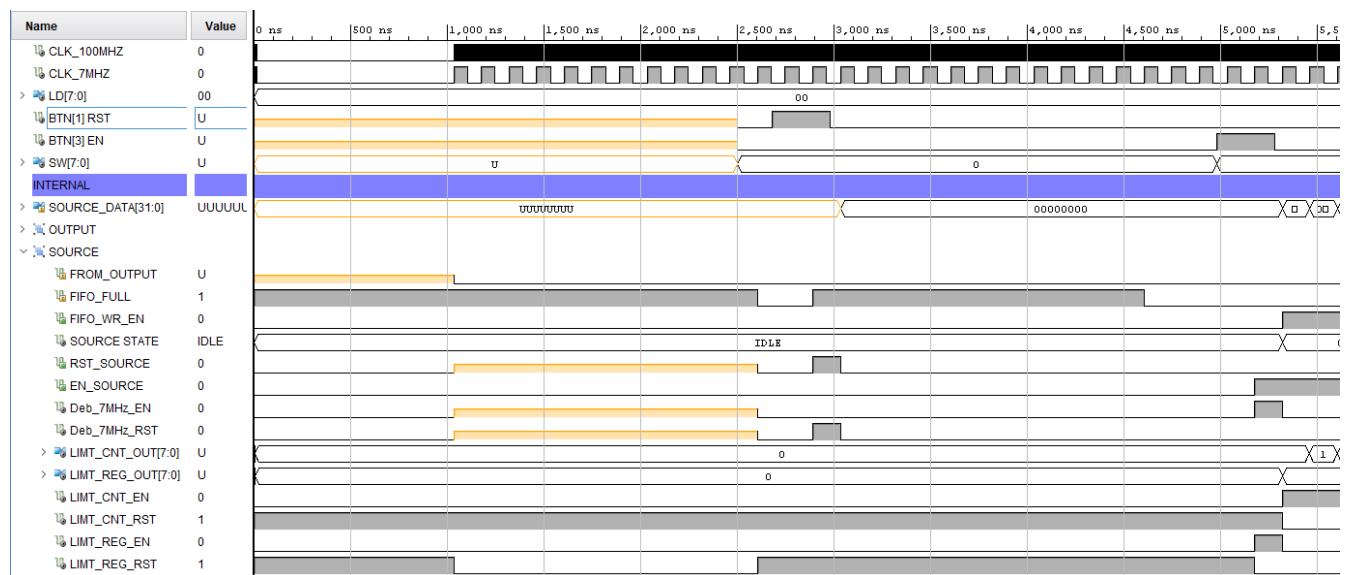 Name Value 0 ns 500 ns 1,000 ns 1,500 ns 2,000 ns 2,500 ns 3,000 ns 3,500 ns 4,000 ns 4,500 ns 5,000 ns 5,5
CLK_100MHZ 0
CLK_7MHZ 0
LD[7:0] 00 00
BTN[1] RST U
BTN[3] EN U
SW[7:0] U U 0
INTERNAL
SOURCE_DATA[31:0] UUUUUU UUUUUUUU 00000000
OUTPUT
SOURCE
FROM_OUTPUT U
FIFO_FULL 1
FIFO_WR_EN 0
SOURCE STATE IDLE IDLE
RST_SOURCE 0
EN_SOURCE 0
Deb_7MHz_EN 0
Deb_7MHz_RST 0
LIMT_CNT_OUT[7:0] U 0 1
LIMT_REG_OUT[7:0] U 0
LIMT_CNT_EN 0
LIMT_CNT_RST 1
LIMT_REG_EN 0
LIMT_REG_RST 1